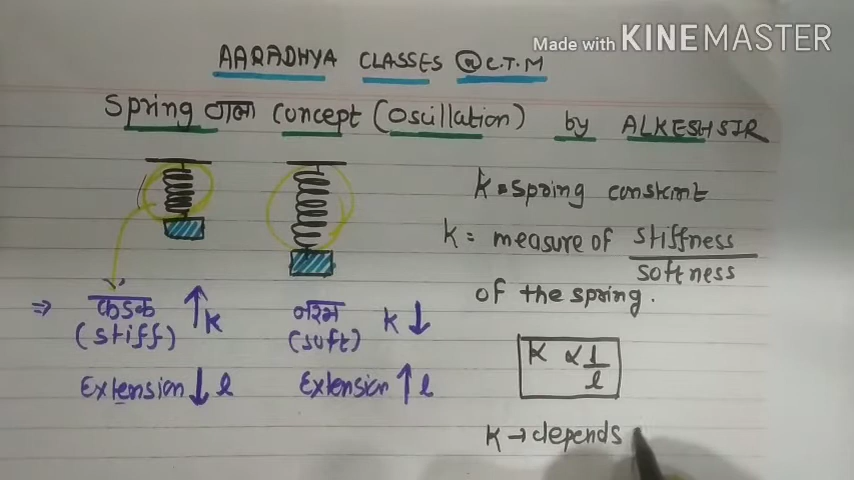 Made with KINEMASTER
AARADHYA CLASSES @C.T.M
Spring वाला Concept (Oscillation) by ALKESH SIR
K = spring constant
K = measure of stiffness
softness
of the spring.
⇒ कड़क ↑ K
(stiff)
नरम K ↓
(soft)
Extension ↓ l
Extension ↑ l
K ∝ 1/l
K → depends